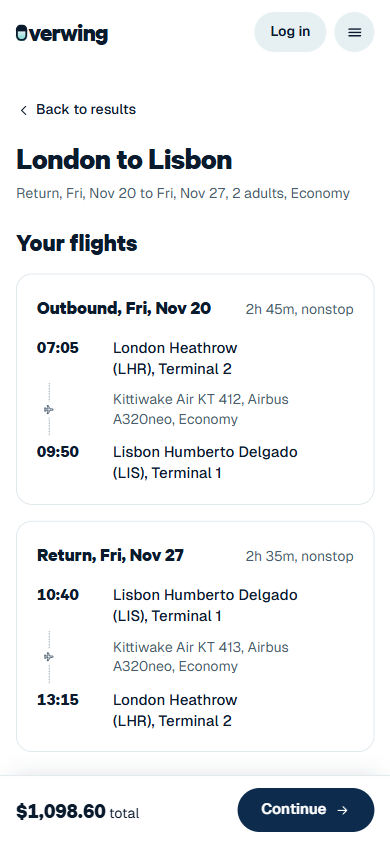 Overwing
Log in
Back to results
London to Lisbon
Return, Fri, Nov 20 to Fri, Nov 27, 2 adults, Economy
Your flights
Outbound, Fri, Nov 20 2h 45m, nonstop
07:05 London Heathrow
(LHR), Terminal 2
Kittiwake Air KT 412, Airbus
A320neo, Economy
09:50 Lisbon Humberto Delgado
(LIS), Terminal 1
Return, Fri, Nov 27 2h 35m, nonstop
10:40 Lisbon Humberto Delgado
(LIS), Terminal 1
Kittiwake Air KT 413, Airbus
A320neo, Economy
13:15 London Heathrow
(LHR), Terminal 2
$1,098.60 total Continue →